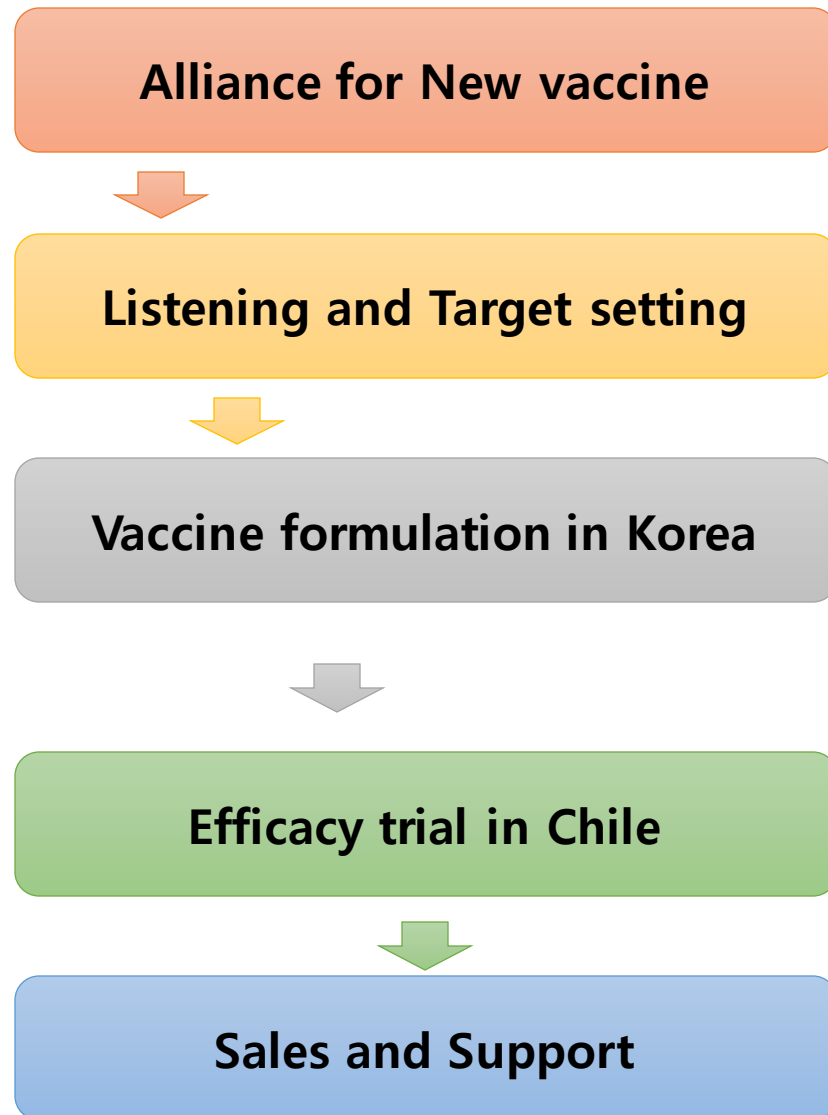 Alliance for New vaccine
Listening and Target setting
Vaccine formulation in Korea
Efficacy trial in Chile
Sales and Support